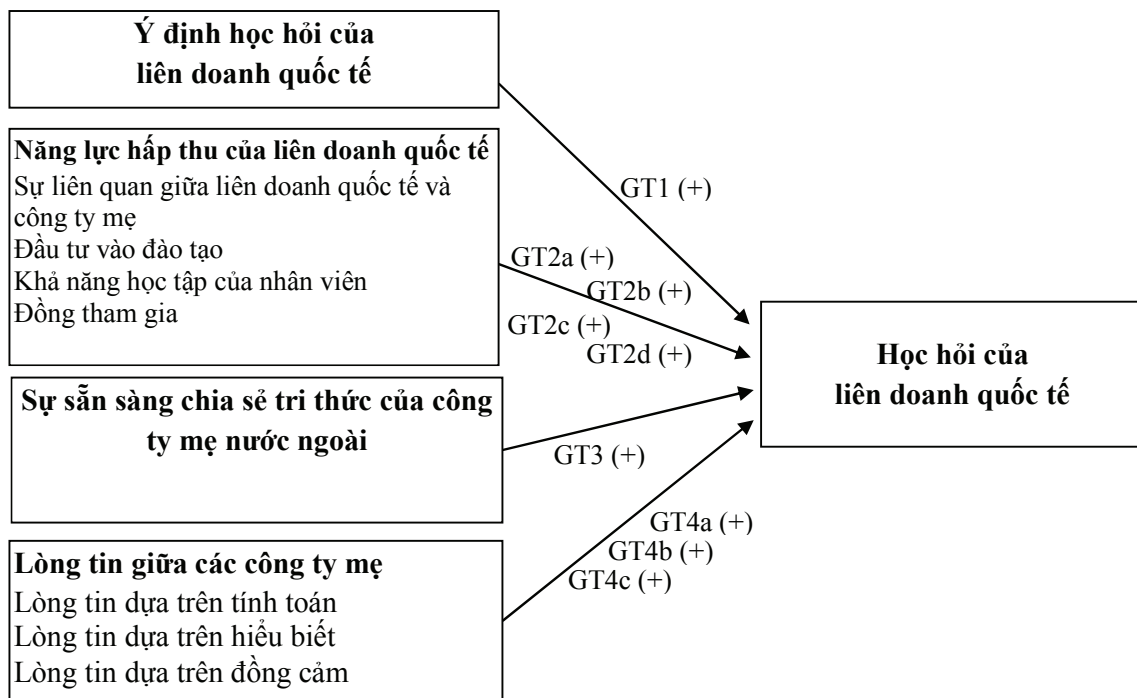 Ý định học hỏi của
liên doanh quốc tế
Năng lực hấp thu của liên doanh quốc tế
Sự liên quan giữa liên doanh quốc tế và
công ty mẹ
Đầu tư vào đào tạo
Khả năng học tập của nhân viên
Đồng tham gia
Sự sẵn sàng chia sẻ tri thức của công
ty mẹ nước ngoài
Lòng tin giữa các công ty mẹ
Lòng tin dựa trên tính toán
Lòng tin dựa trên hiểu biết
Lòng tin dựa trên đồng cảm
GT1 (+)
GT2a (+)
GT2b (+)
GT2c (+)
GT2d (+)
GT3 (+)
GT4a (+)
GT4b (+)
GT4c (+)
Học hỏi của
liên doanh quốc tế